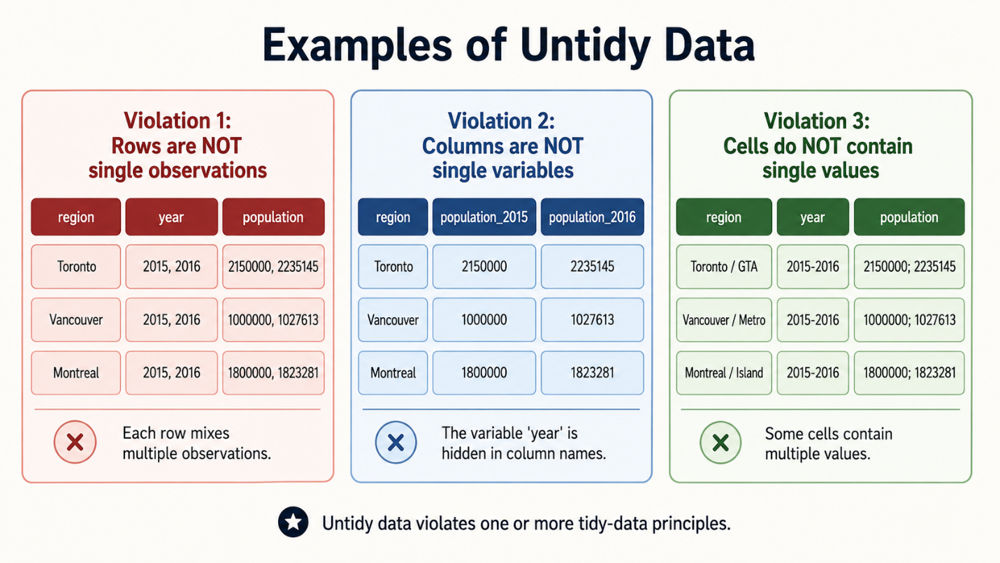 Examples of Untidy Data
Violation 1:
Rows are NOT
single observations
region year population
Toronto 2015, 2016 2150000, 2235145
Vancouver 2015, 2016 1000000, 1027613
Montreal 2015, 2016 1800000, 1823281
Each row mixes
multiple observations.
Violation 2:
Columns are NOT
single variables
region population_2015 population_2016
Toronto 2150000 2235145
Vancouver 1000000 1027613
Montreal 1800000 1823281
The variable 'year' is
hidden in column names.
Violation 3:
Cells do NOT contain
single values
region year population
Toronto / GTA 2015-2016 2150000; 2235145
Vancouver / Metro 2015-2016 1000000; 1027613
Montreal / Island 2015-2016 1800000; 1823281
Some cells contain
multiple values.
Untidy data violates one or more tidy-data principles.